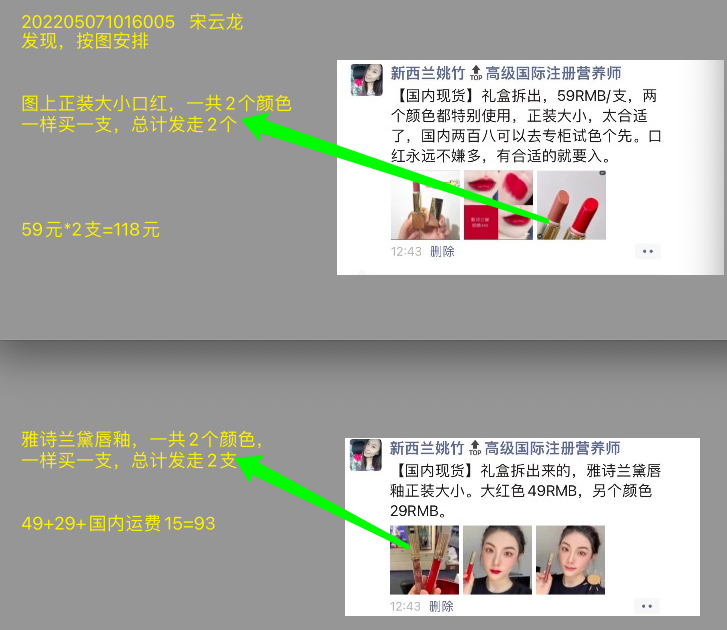 202205071016005 宋云龙
发现，按图安排
图上正装大小口红，一共2个颜色
一样买一支，总计发走2个
59元*2支=118元
新西兰姚竹 TOP 高级国际注册营养师
【国内现货】礼盒拆出，59RMB/支，两
个颜色都特别使用，正装大小，太合适
了，国内两百八可以去专柜试色个先。口
红永远不嫌多，有合适的就要入。
12:43 删除
雅诗兰黛唇釉，一共2个颜色，
一样买一支，总计发走2支
49+29+国内运费15=93
新西兰姚竹 TOP 高级国际注册营养师
【国内现货】礼盒拆出来的，雅诗兰黛唇
釉正装大小。大红色49RMB，另个颜色
29RMB。
12:43 删除